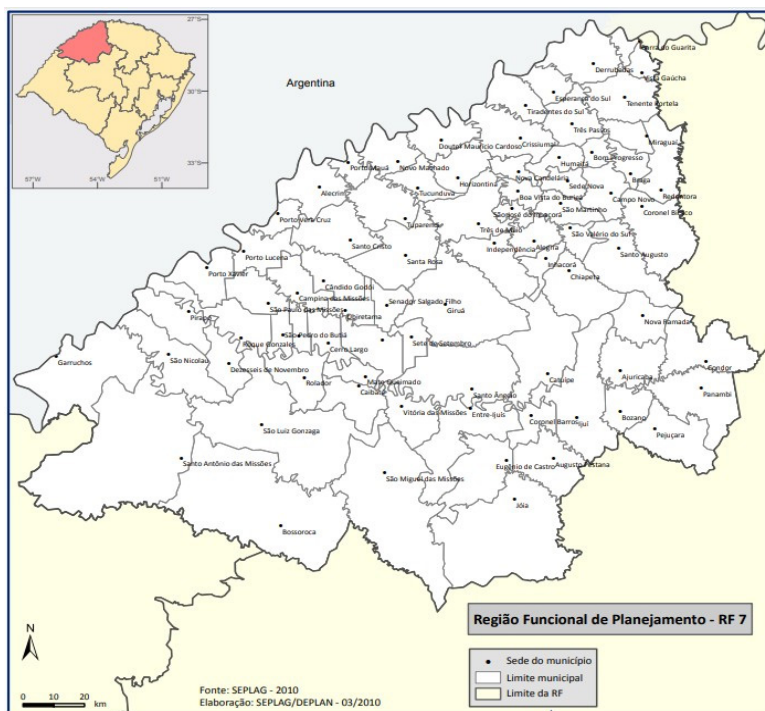 27°S
30°S
33°S
57°W
54°W
51°W
Argentina
Barra do Guarita
Derrubadas
Vista Gaúcha
Esperança do Sul
Tenente Portela
Tiradentes do Sul
Três Passos
Miraguaí
Doutor Maurício Cardoso
Crissiumal
Humaitá
Bom Progresso
Porto Mauá
Novo Machado
Nova Candelária
Sede Nova
Braga
Redentora
Horizontina
Alecrim
Tucunduva
Boa Vista do Buricá
Campo Novo
São José do Inhacorá
São Martinho
Coronel Bicaco
Porto Vera Cruz
Tuparendi
Três de Maio
São Valério do Sul
Santo Cristo
Independência
Alegria
Santo Augusto
Porto Lucena
Santa Rosa
Inhacorá
Porto Xavier
Chiapeta
Cândido Godói
Campina das Missões
Senador Salgado Filho
São Paulo das Missões
Ubiretama
Giruá
Pirapó
Nova Ramada
São Pedro do Butiá
Roque Gonzales
Cerro Largo
Sete de Setembro
Garruchos
São Nicolau
Condor
Dezesseis de Novembro
Rolador
Mato Queimado
Catuípe
Ajuricaba
Caibaté
Santo Ângelo
Panambi
Vitória das Missões
Entre-Ijuís
Coronel Barros
Ijuí
Bozano
São Luiz Gonzaga
Pejuçara
Santo Antônio das Missões
Eugênio de Castro
Augusto Pestana
São Miguel das Missões
Jóia
Bossoroca
Região Funcional de Planejamento - RF 7
N
Sede do município
Limite municipal
Limite da RF
0 10 20
km
Fonte: SEPLAG - 2010
Elaboração: SEPLAG/DEPLAN - 03/2010